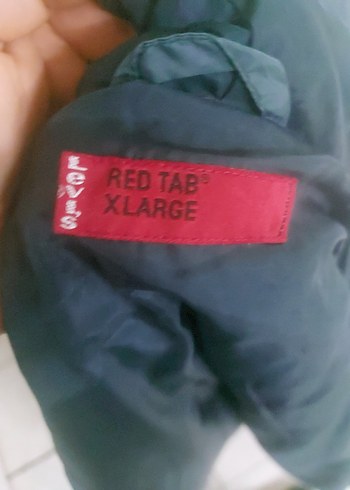 Levi's
RED TAB®
XLARGE